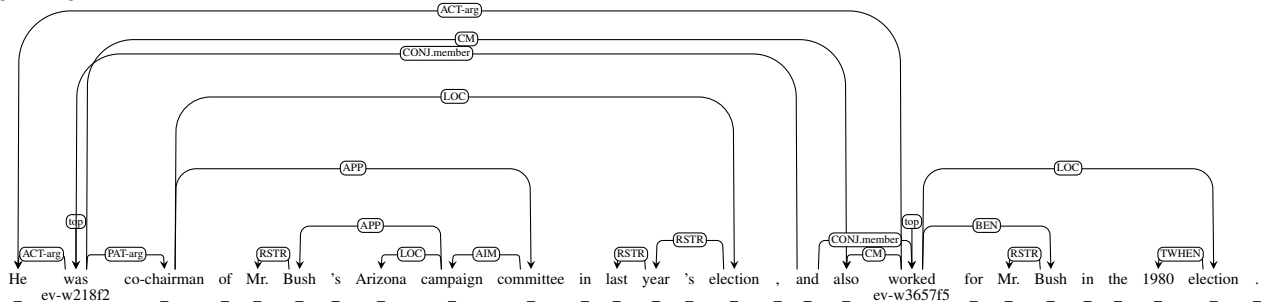 ACT-arg
CM
CONJ.member
LOC
APP LOC
top top
APP RSTR CONJ.member BEN
ACT-arg PAT-arg RSTR LOC AIM RSTR CM RSTR TWHEN
He was co-chairman of Mr. Bush 's Arizona campaign committee in last year 's election , and also worked for Mr. Bush in the 1980 election .
_ ev-w218f2 _ _ _ _ _ _ _ _ _ _ _ _ _ _ _ _ ev-w3657f5 _ _ _ _ _ _ _ _